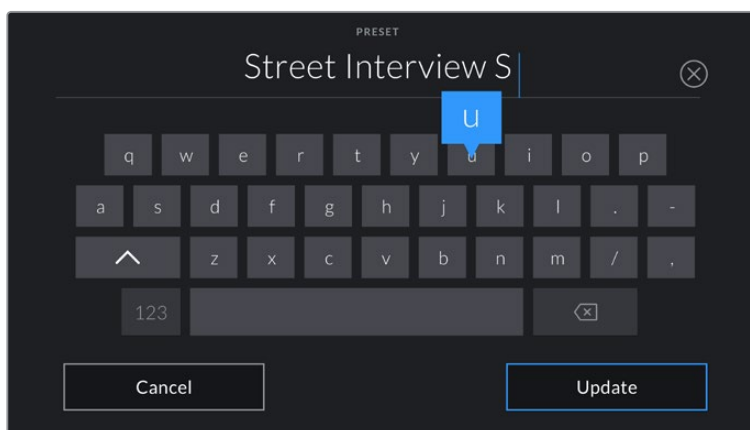 PRESET
Street Interview S
u
q w e r t y u i o p
a s d f g h j k l . -
z x c v b n m / ,
123
Cancel Update